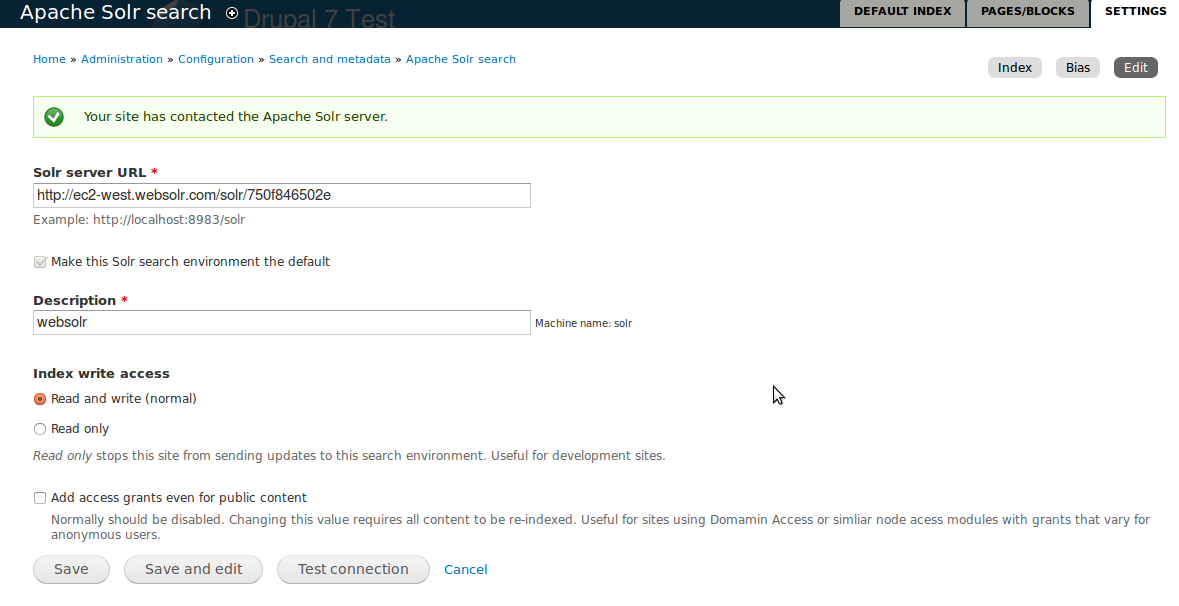 Apache Solr search
Drupal 7 Test
DEFAULT INDEX
PAGES/BLOCKS
SETTINGS
Home » Administration » Configuration » Search and metadata » Apache Solr search
Index
Bias
Edit
Your site has contacted the Apache Solr server.
Solr server URL *
http://ec2-west.websolr.com/solr/750f846502e
Example: http://localhost:8983/solr
Make this Solr search environment the default
Description *
websolr
Machine name: solr
Index write access
Read and write (normal)
Read only
Read only stops this site from sending updates to this search environment. Useful for development sites.
Add access grants even for public content
Normally should be disabled. Changing this value requires all content to be re-indexed. Useful for sites using Domamin Access or simliar node acess modules with grants that vary for
anonymous users.
Save
Save and edit
Test connection
Cancel